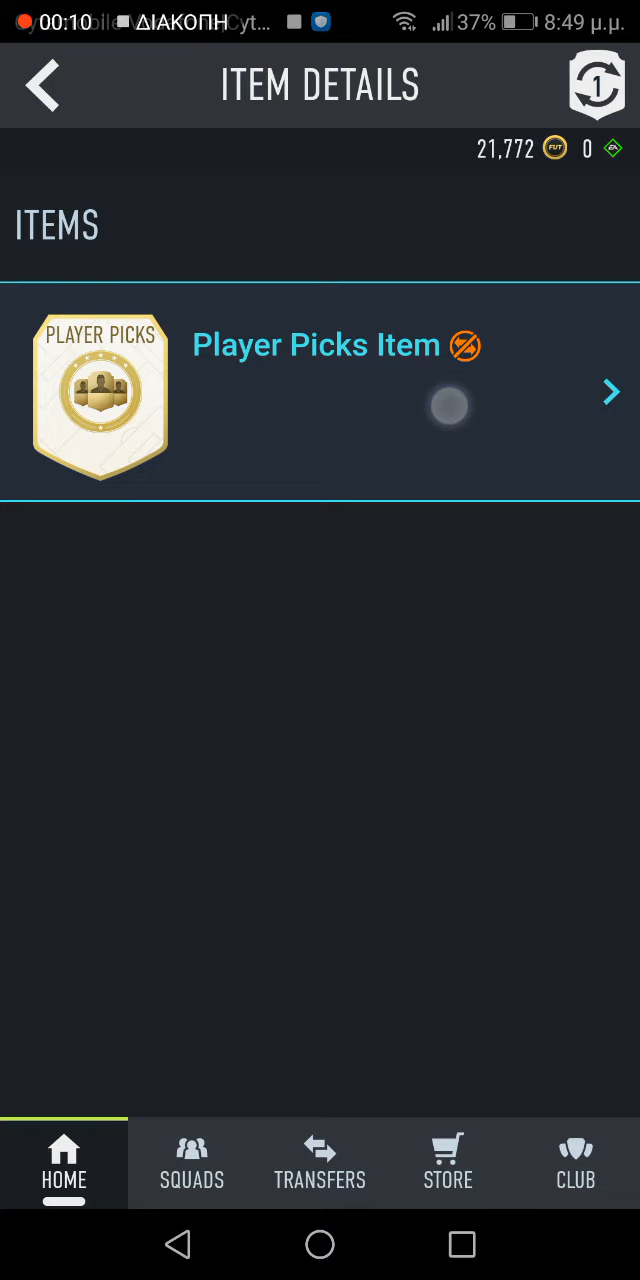 00:10 ΔΙΑΚΟΠΗ Cyt... 37% 8:49 μ.μ.
ITEM DETAILS
1
21,772 FUT 0 EA
ITEMS
PLAYER PICKS
Player Picks Item
HOME SQUADS TRANSFERS STORE CLUB